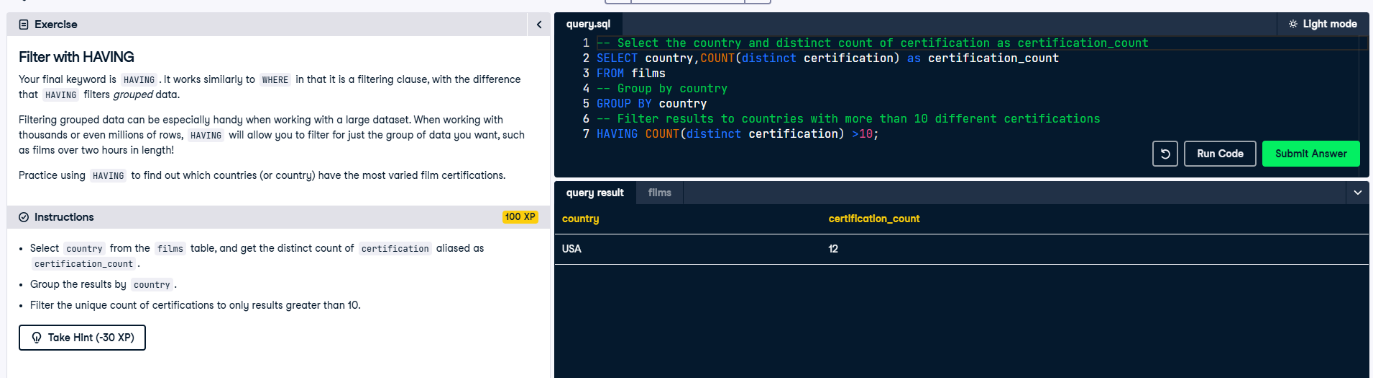 Exercise
Filter with HAVING
Your final keyword is HAVING. It works similarly to WHERE in that it is a filtering clause, with the difference
that HAVING filters grouped data.
Filtering grouped data can be especially handy when working with a large dataset. When working with
thousands or even millions of rows, HAVING will allow you to filter for just the group of data you want, such
as films over two hours in length!
Practice using HAVING to find out which countries (or country) have the most varied film certifications.
Instructions
100 XP
• Select country from the films table, and get the distinct count of certification aliased as
certification_count.
• Group the results by country.
• Filter the unique count of certifications to only results greater than 10.
Take Hint (-30 XP)
query.sql
Light mode
1 -- Select the country and distinct count of certification as certification_count
2 SELECT country,COUNT(distinct certification) as certification_count
3 FROM films
4 -- Group by country
5 GROUP BY country
6 -- Filter results to countries with more than 10 different certifications
7 HAVING COUNT(distinct certification) >10;
Run Code
Submit Answer
query result
films
country certification_count
USA 12